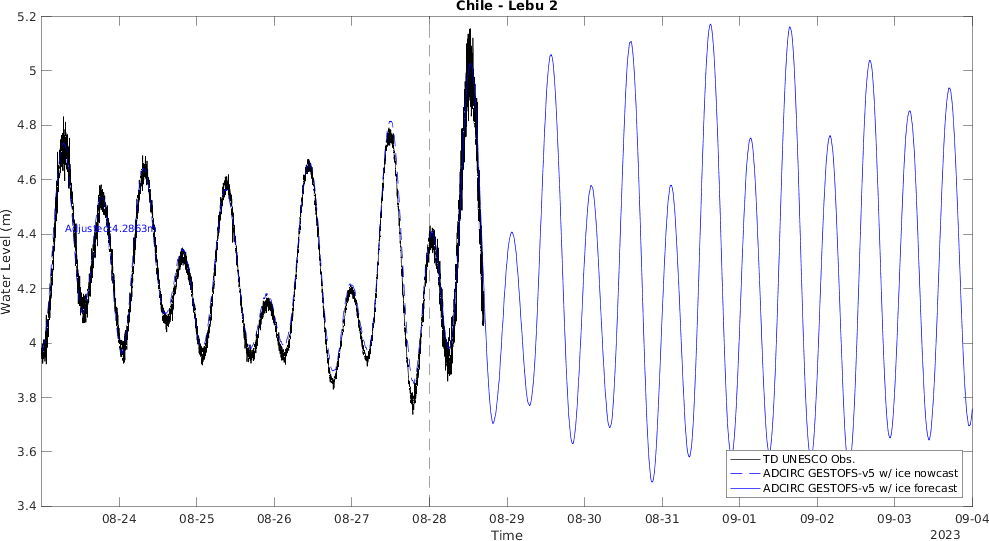 Chile - Lebu 2
Water Level (m)
5.2
5
4.8
4.6
4.4
4.2
4
3.8
3.6
3.4
Adjusted:4.2863m
TD UNESCO Obs.
ADCIRC GESTOFS-v5 w/ ice nowcast
ADCIRC GESTOFS-v5 w/ ice forecast
08-24 08-25 08-26 08-27 08-28 08-29 08-30 08-31 09-01 09-02 09-03 09-04
Time
2023